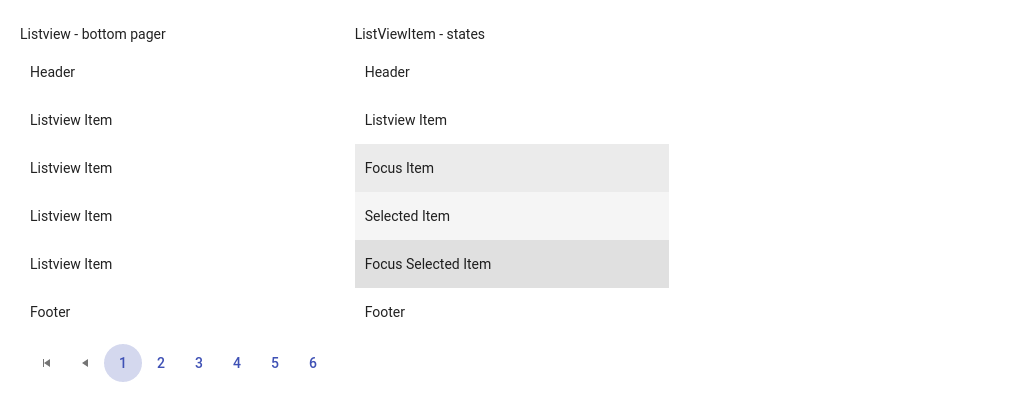 Listview - bottom pager
Header
Listview Item
Listview Item
Listview Item
Listview Item
Footer
1 2 3 4 5 6
ListViewItem - states
Header
Listview Item
Focus Item
Selected Item
Focus Selected Item
Footer